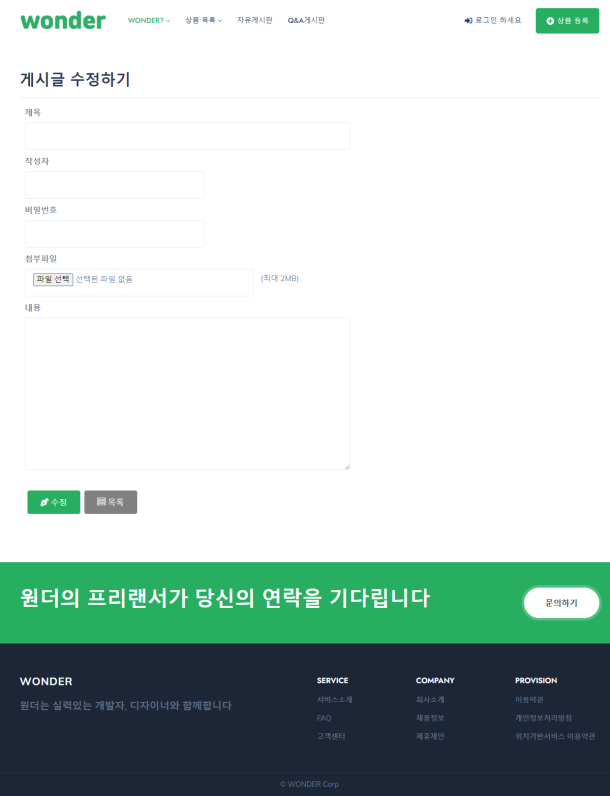 wonder
WONDER?
상품 목록
자유게시판
Q&A게시판
로그인 하세요
상품 등록
게시글 수정하기
제목
작성자
비밀번호
첨부파일
파일 선택 선택된 파일 없음
(최대 2MB)
내용
수정
목록
원더의 프리랜서가 당신의 연락을 기다립니다
문의하기
WONDER
원더는 실력있는 개발자, 디자이너와 함께합니다
SERVICE
서비스소개
FAQ
고객센터
COMPANY
회사소개
채용정보
제휴제안
PROVISION
이용약관
개인정보처리방침
위치기반서비스 이용약관
© WONDER Corp